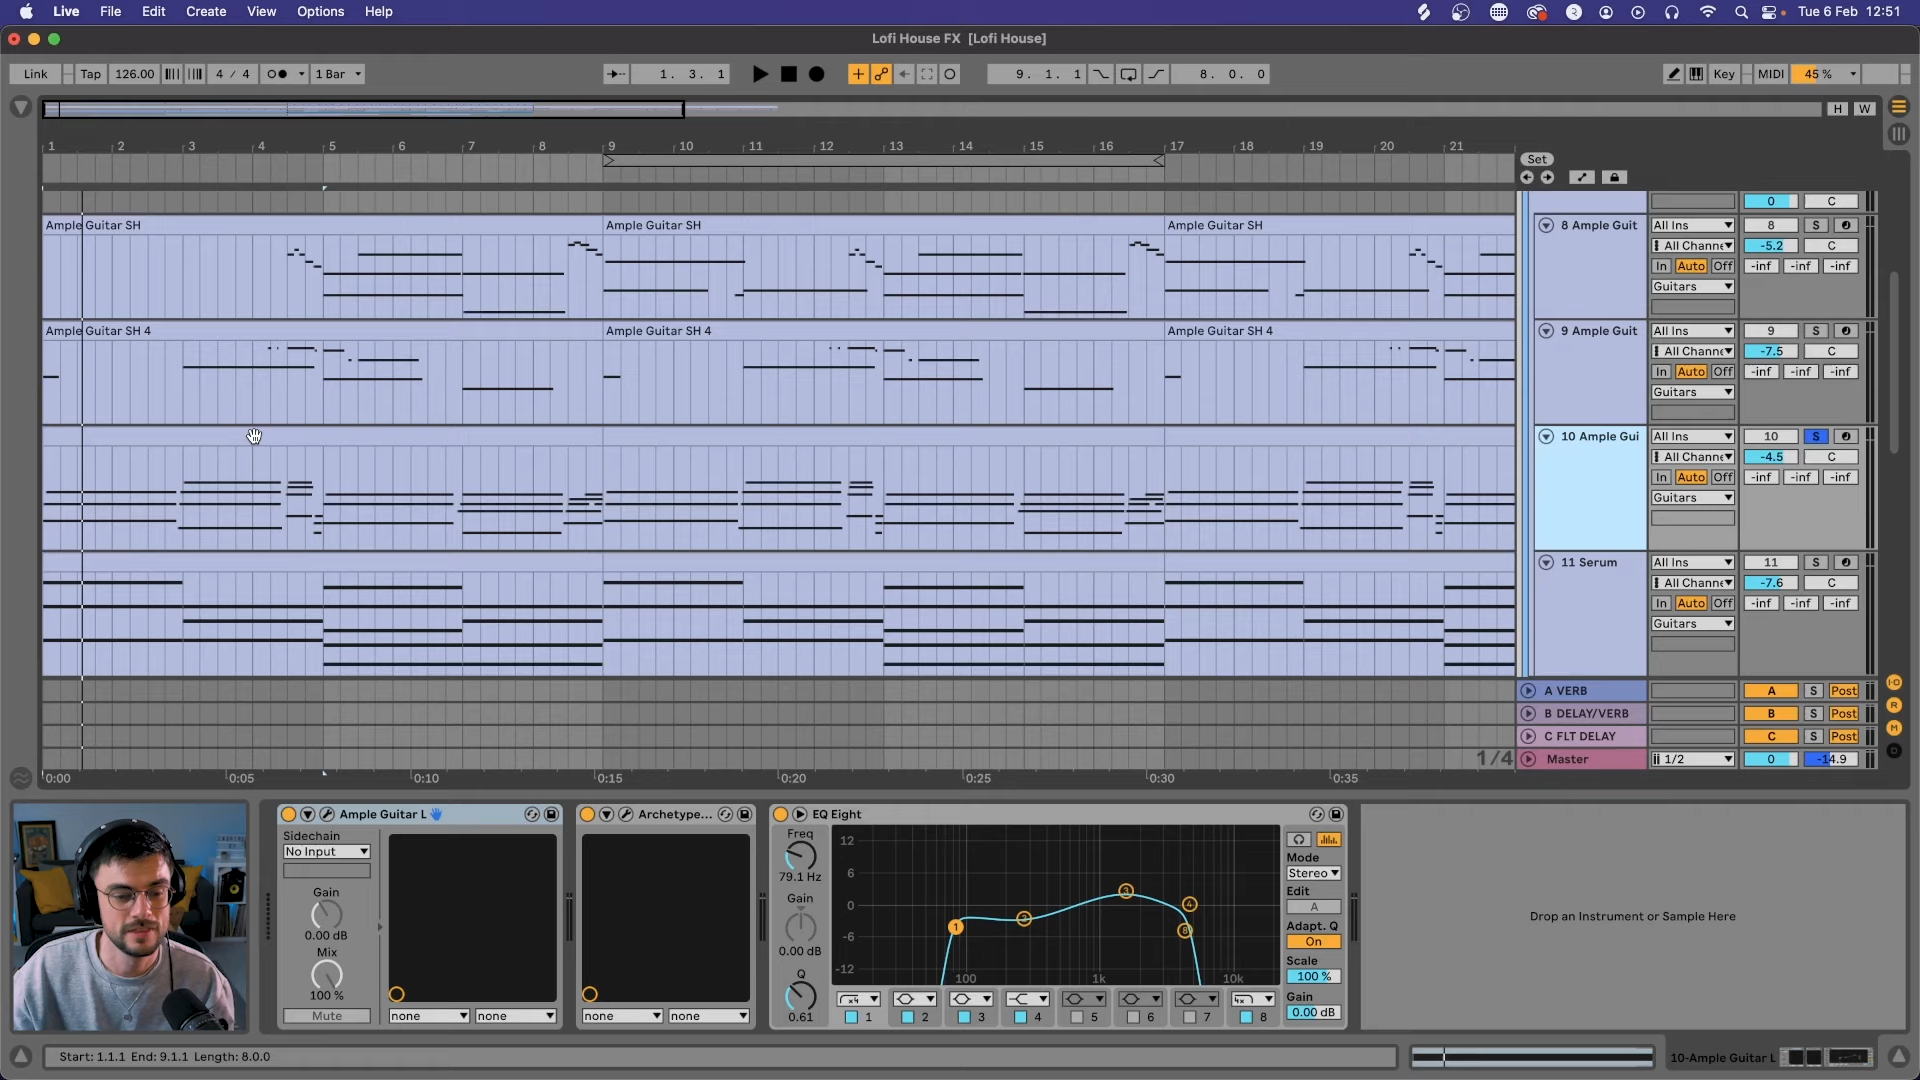 Live File Edit Create View Options Help Tue 6 Feb 12:51
Lofi House FX [Lofi House]
Link Tap 126.00 4 / 4 1 Bar 1. 3. 1 9. 1. 1 8. 0. 0 Key MIDI 45 %
H W
1 2 3 4 5 6 7 8 9 10 11 12 13 14 15 16 17 18 19 20 21
Set
0 C
Ample Guitar SH Ample Guitar SH Ample Guitar SH 8 Ample Guit All Ins 8 S
All Channe -5.2 C
In Auto Off -inf -inf -inf
Guitars
Ample Guitar SH 4 Ample Guitar SH 4 Ample Guitar SH 4 9 Ample Guit All Ins 9 S
All Channe -7.5 C
In Auto Off -inf -inf -inf
Guitars
10 Ample Gui All Ins 10 S
All Channe -4.5 C
In Auto Off -inf -inf -inf
Guitars
11 Serum All Ins 11 S
All Channe -7.6 C
In Auto Off -inf -inf -inf
Guitars
A VERB A S Post
B DELAY/VERB B S Post
C FLT DELAY C S Post
1/4 Master 1/2 0 -14.9
0:00 0:05 0:10 0:15 0:20 0:25 0:30 0:35
I·O
R
M
D
Ample Guitar L
Sidechain
No Input
Gain
0.00 dB
Mix
100 %
Mute
none none
Archetype...
none none
EQ Eight
Freq
79.1 Hz
Gain
0.00 dB
Q
0.61
12
6
0
-6
-12
100 1k 10k
1 2 3 4 8
x4 x4
1 2 3 4 5 6 7 8
Mode
Stereo
Edit
A
Adapt. Q
On
Scale
100 %
Gain
0.00 dB
Drop an Instrument or Sample Here
Start: 1.1.1 End: 9.1.1 Length: 8.0.0
10-Ample Guitar L